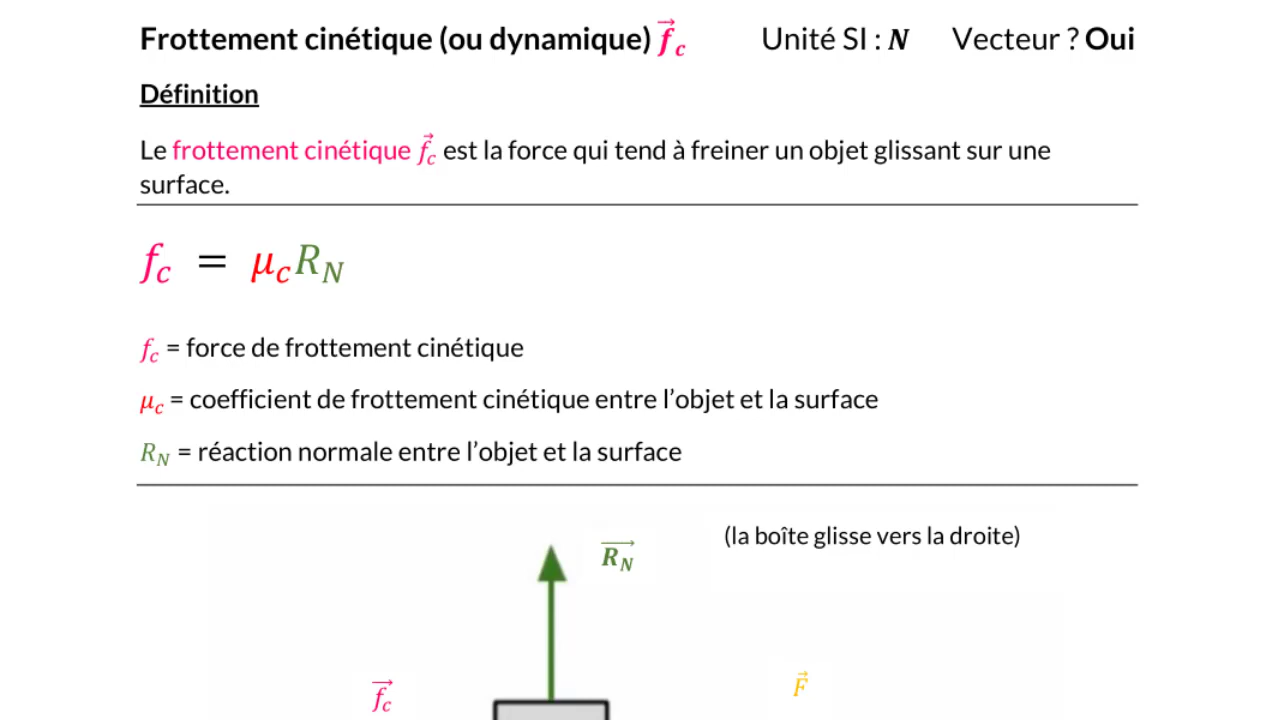 Frottement cinétique (ou dynamique) f⃗c Unité SI : N Vecteur ? Oui
Définition
Le frottement cinétique f⃗c est la force qui tend à freiner un objet glissant sur une
surface.
fc = μcRN
fc = force de frottement cinétique
μc = coefficient de frottement cinétique entre l’objet et la surface
RN = réaction normale entre l’objet et la surface
(la boîte glisse vers la droite)
R⃗N
F⃗
f⃗c